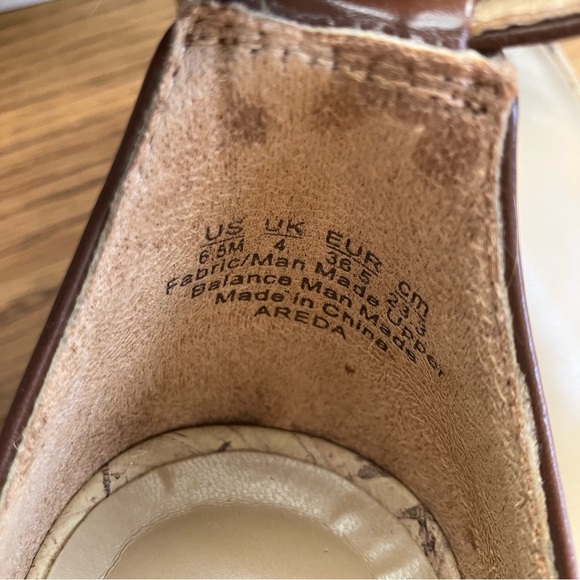 US UK EUR cm
6.5M 4 36.5 23.3
Fabric/Man Made Upper
Balance Man Made
Made in China
AREDA